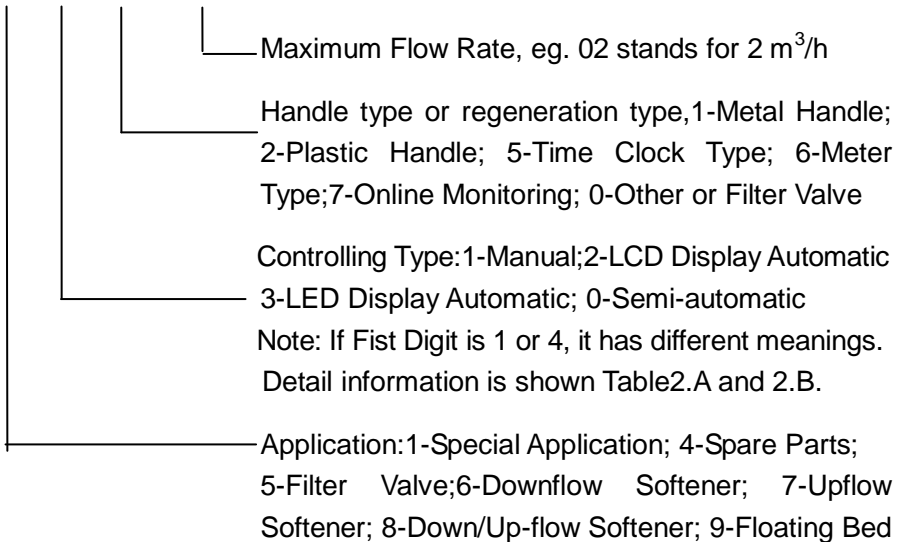 Maximum Flow Rate, eg. 02 stands for 2 m³/h
Handle type or regeneration type,1-Metal Handle;
2-Plastic Handle; 5-Time Clock Type; 6-Meter
Type;7-Online Monitoring; 0-Other or Filter Valve
Controlling Type:1-Manual;2-LCD Display Automatic
3-LED Display Automatic; 0-Semi-automatic
Note: If Fist Digit is 1 or 4, it has different meanings.
Detail information is shown Table2.A and 2.B.
Application:1-Special Application; 4-Spare Parts;
5-Filter Valve;6-Downflow Softener; 7-Upflow
Softener; 8-Down/Up-flow Softener; 9-Floating Bed